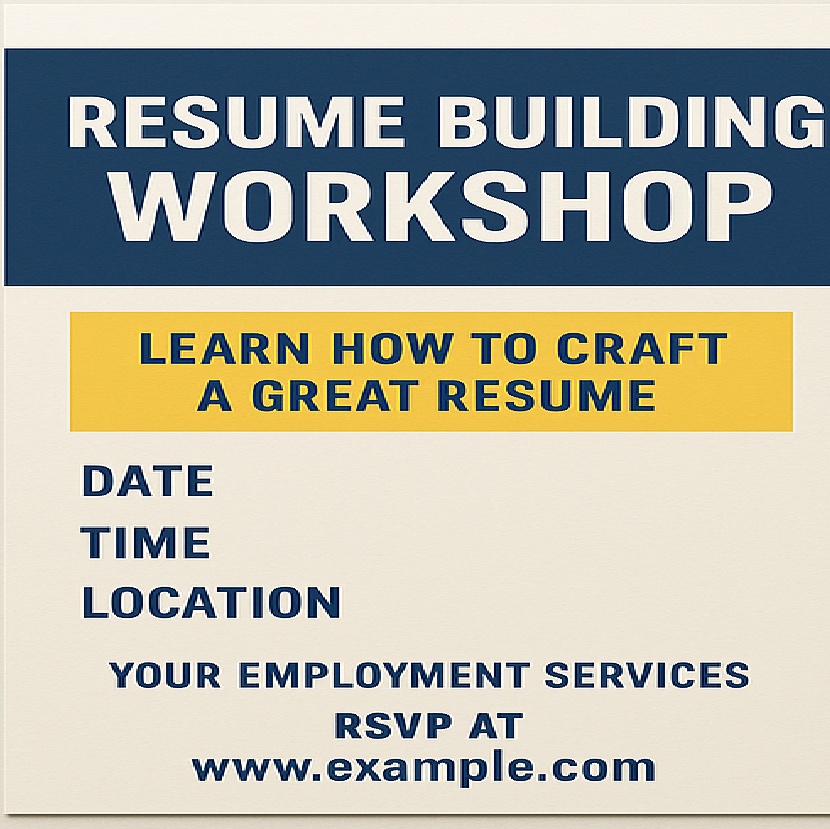 RESUME BUILDING
WORKSHOP
LEARN HOW TO CRAFT
A GREAT RESUME
DATE
TIME
LOCATION
YOUR EMPLOYMENT SERVICES
RSVP AT
www.example.com